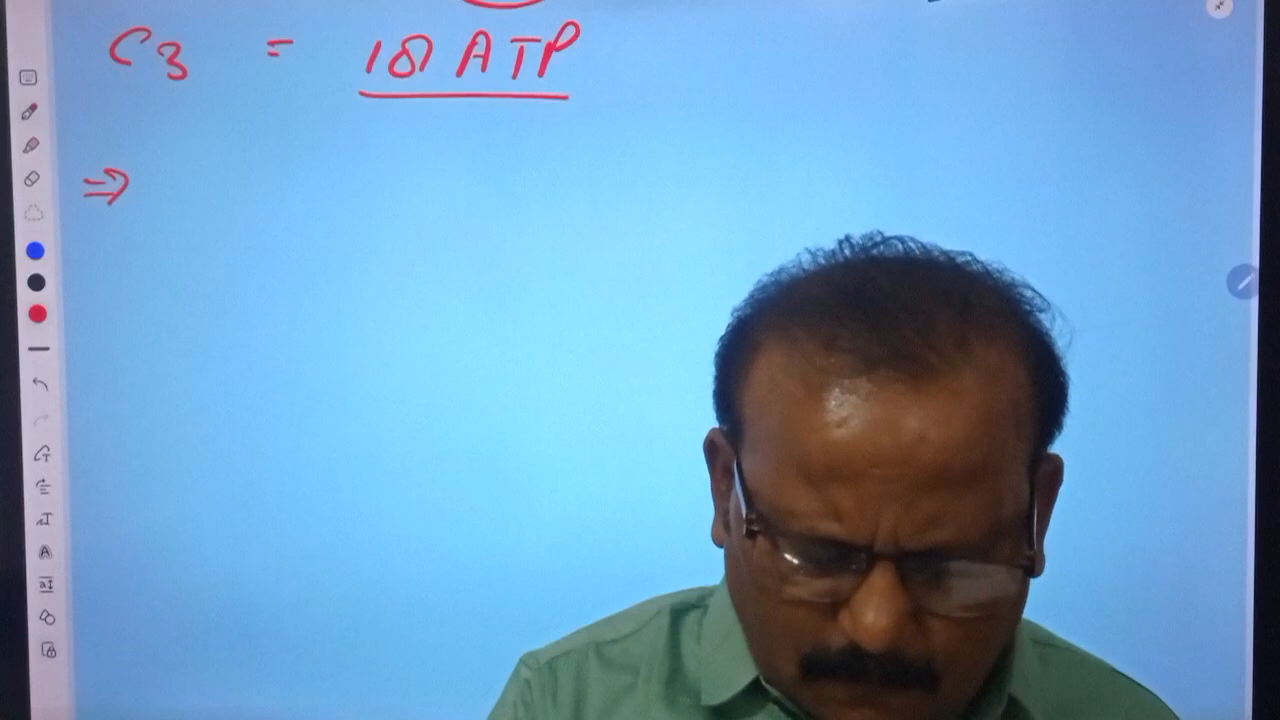 C3 = 18 ATP
⇒